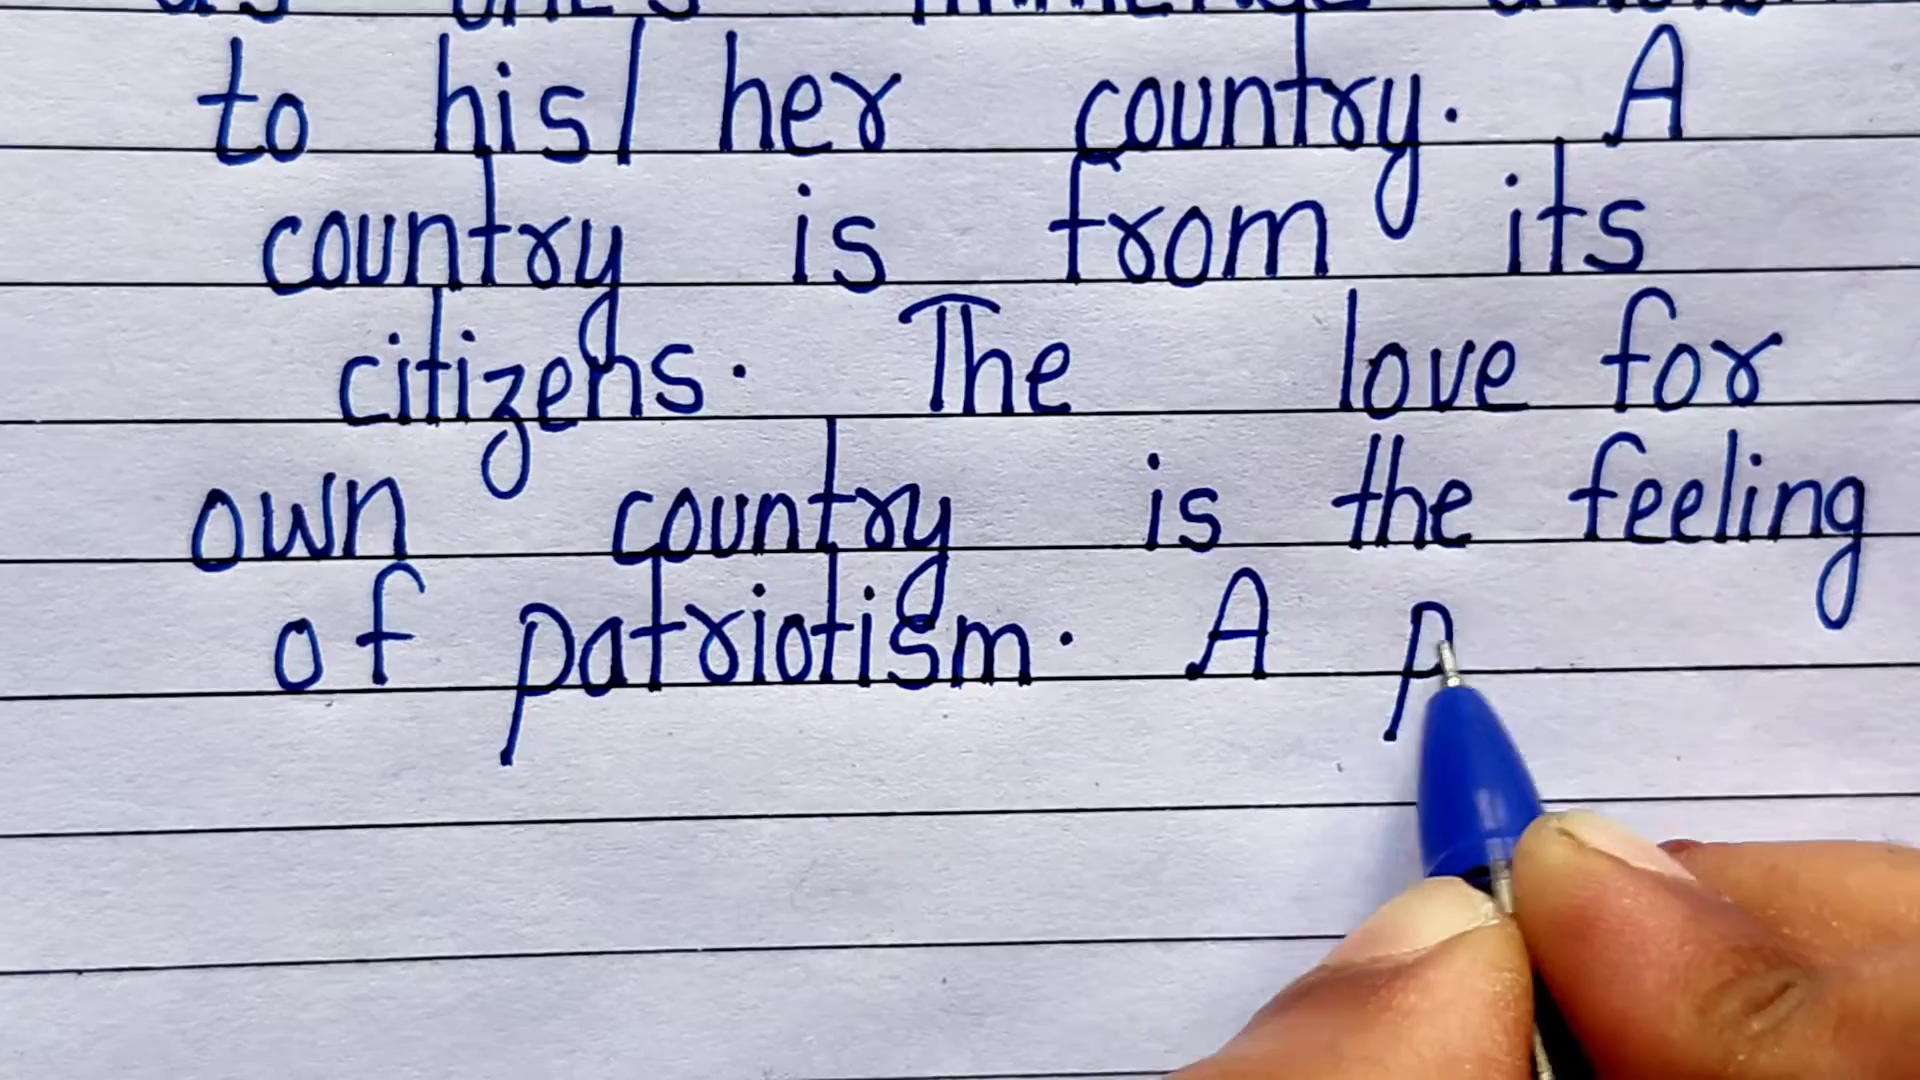 to his/ her country. A
country is from its
citizens. The love for
own country is the feeling
of patriotism. A p